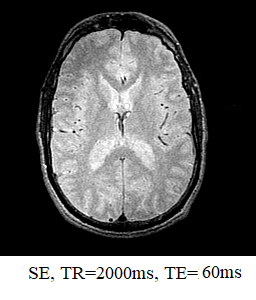 SE, TR=2000ms, TE= 60ms